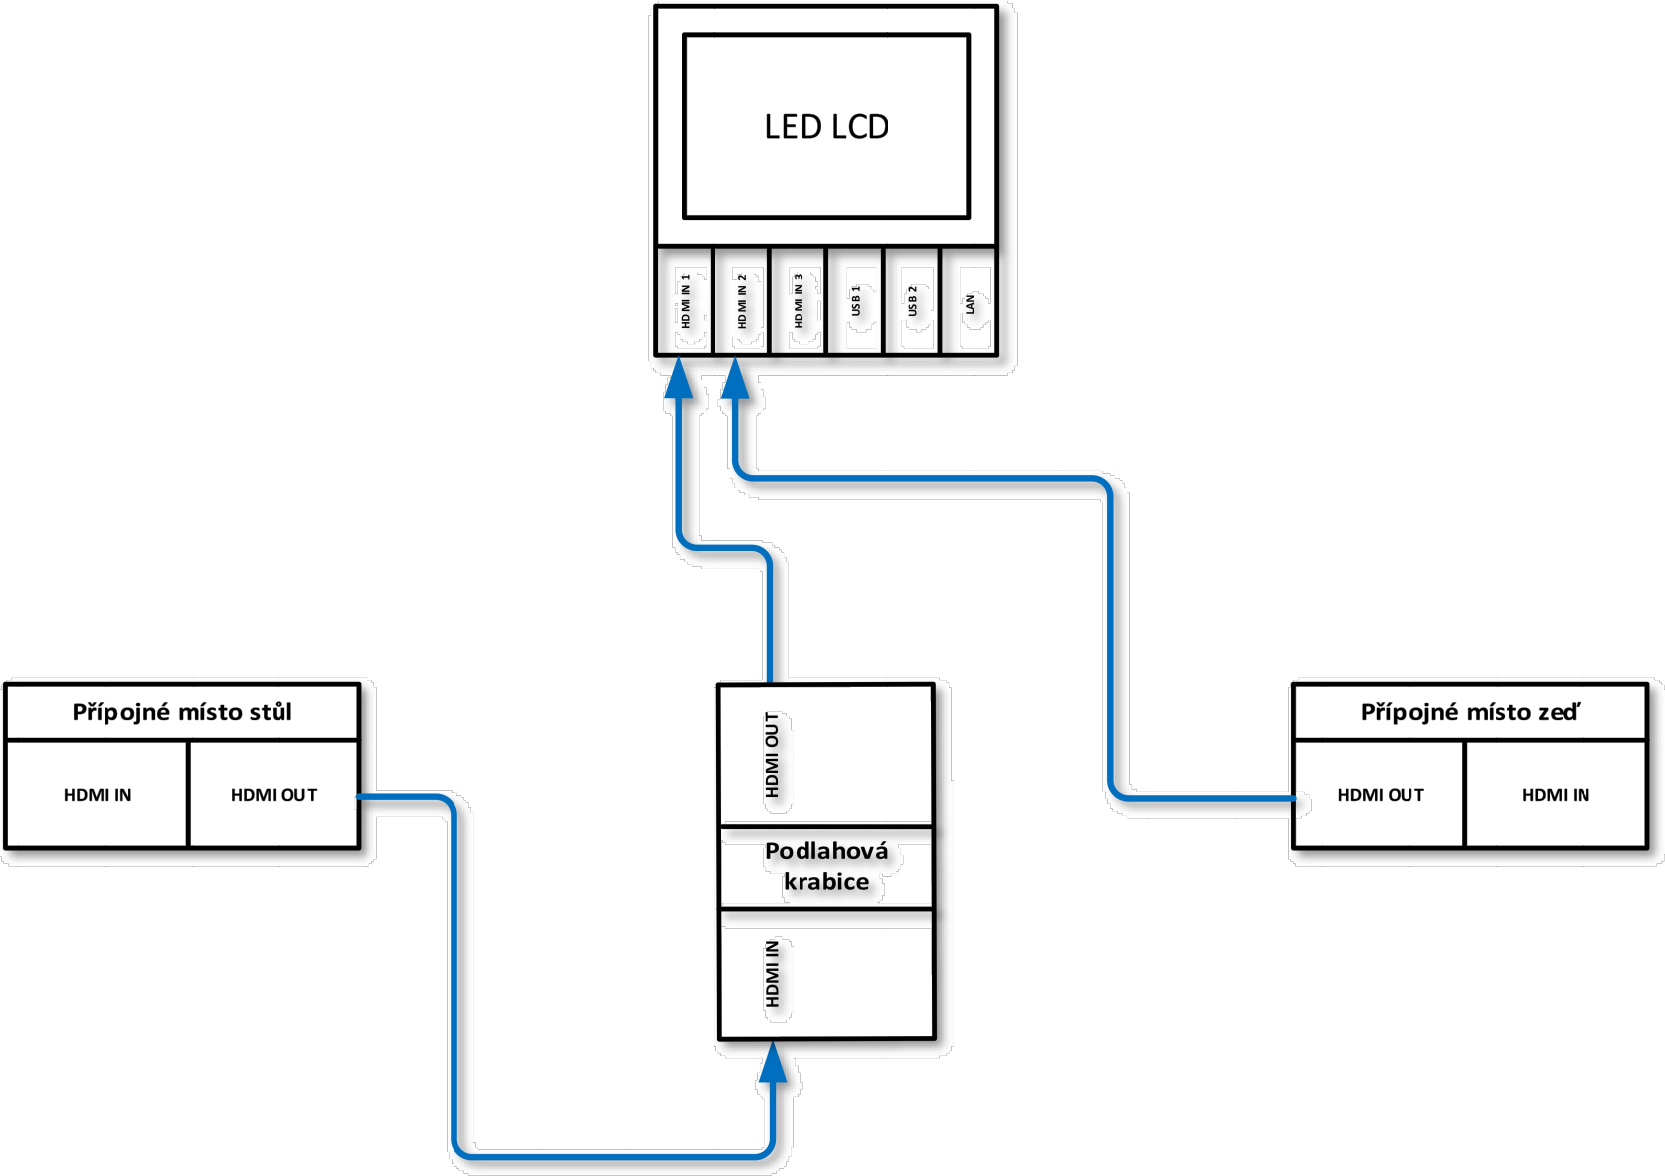 LED LCD
HDMI IN 1
HDMI IN 2
HDMI IN 3
USB 1
USB 2
LAN
Přípojné místo stůl
HDMI IN
HDMI OUT
HDMI OUT
Podlahová
krabice
HDMI IN
Přípojné místo zeď
HDMI OUT
HDMI IN